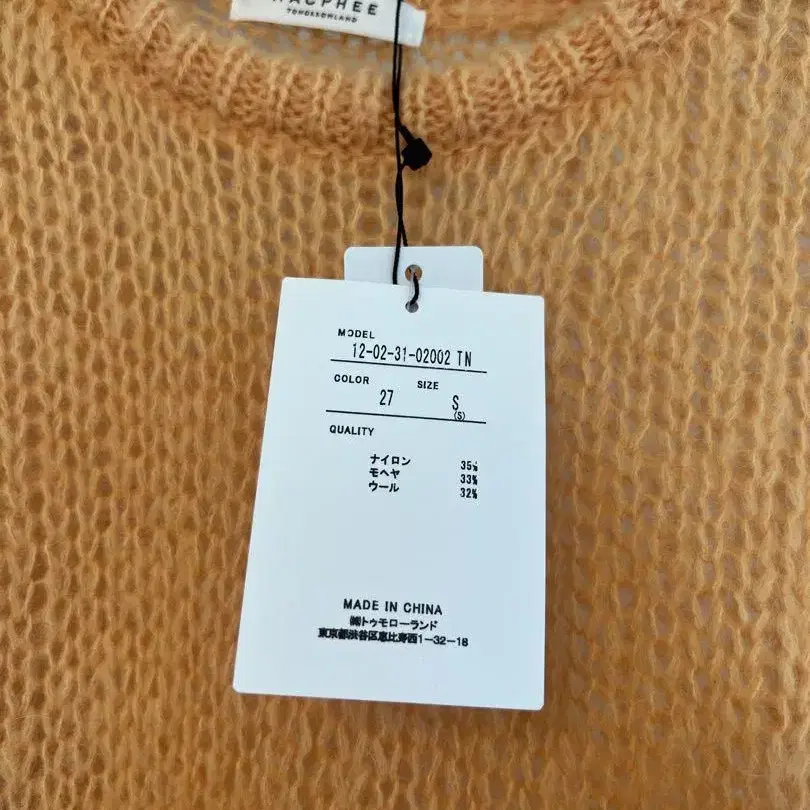 MACPHEE
TOMORROWLAND
MODEL
12-02-31-02002 TN
COLOR SIZE
27 S
(S)
QUALITY
ナイロン 35%
モヘヤ 33%
ウール 32%
MADE IN CHINA
㈱トゥモローランド
東京都渋谷区恵比寿西1-32-18